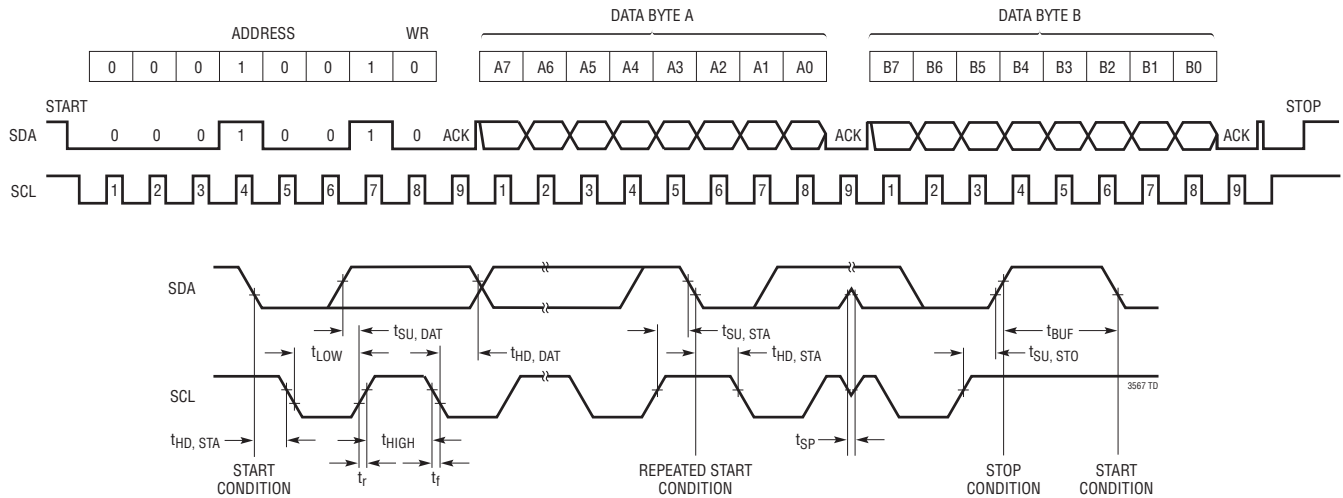 DATA BYTE A DATA BYTE B
ADDRESS WR
0 0 0 1 0 0 1 0 A7 A6 A5 A4 A3 A2 A1 A0 B7 B6 B5 B4 B3 B2 B1 B0
START STOP
SDA 0 0 0 1 0 0 1 0 ACK ACK ACK
SCL 1 2 3 4 5 6 7 8 9 1 2 3 4 5 6 7 8 9 1 2 3 4 5 6 7 8 9
SDA
tSU, DAT tSU, STA tBUF
tLOW tHD, DAT tHD, STA tSU, STO
SCL 3567 TD
tHD, STA tHIGH tSP
tr tf
START CONDITION
REPEATED START CONDITION
STOP CONDITION
START CONDITION